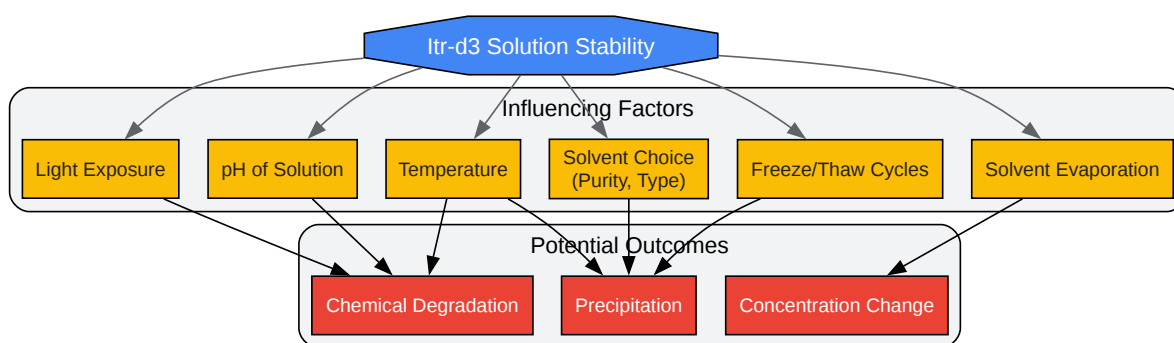 Itr-d3 Solution Stability
Influencing Factors
Light Exposure
pH of Solution
Temperature
Solvent Choice
(Purity, Type)
Freeze/Thaw Cycles
Solvent Evaporation
Potential Outcomes
Chemical Degradation
Precipitation
Concentration Change